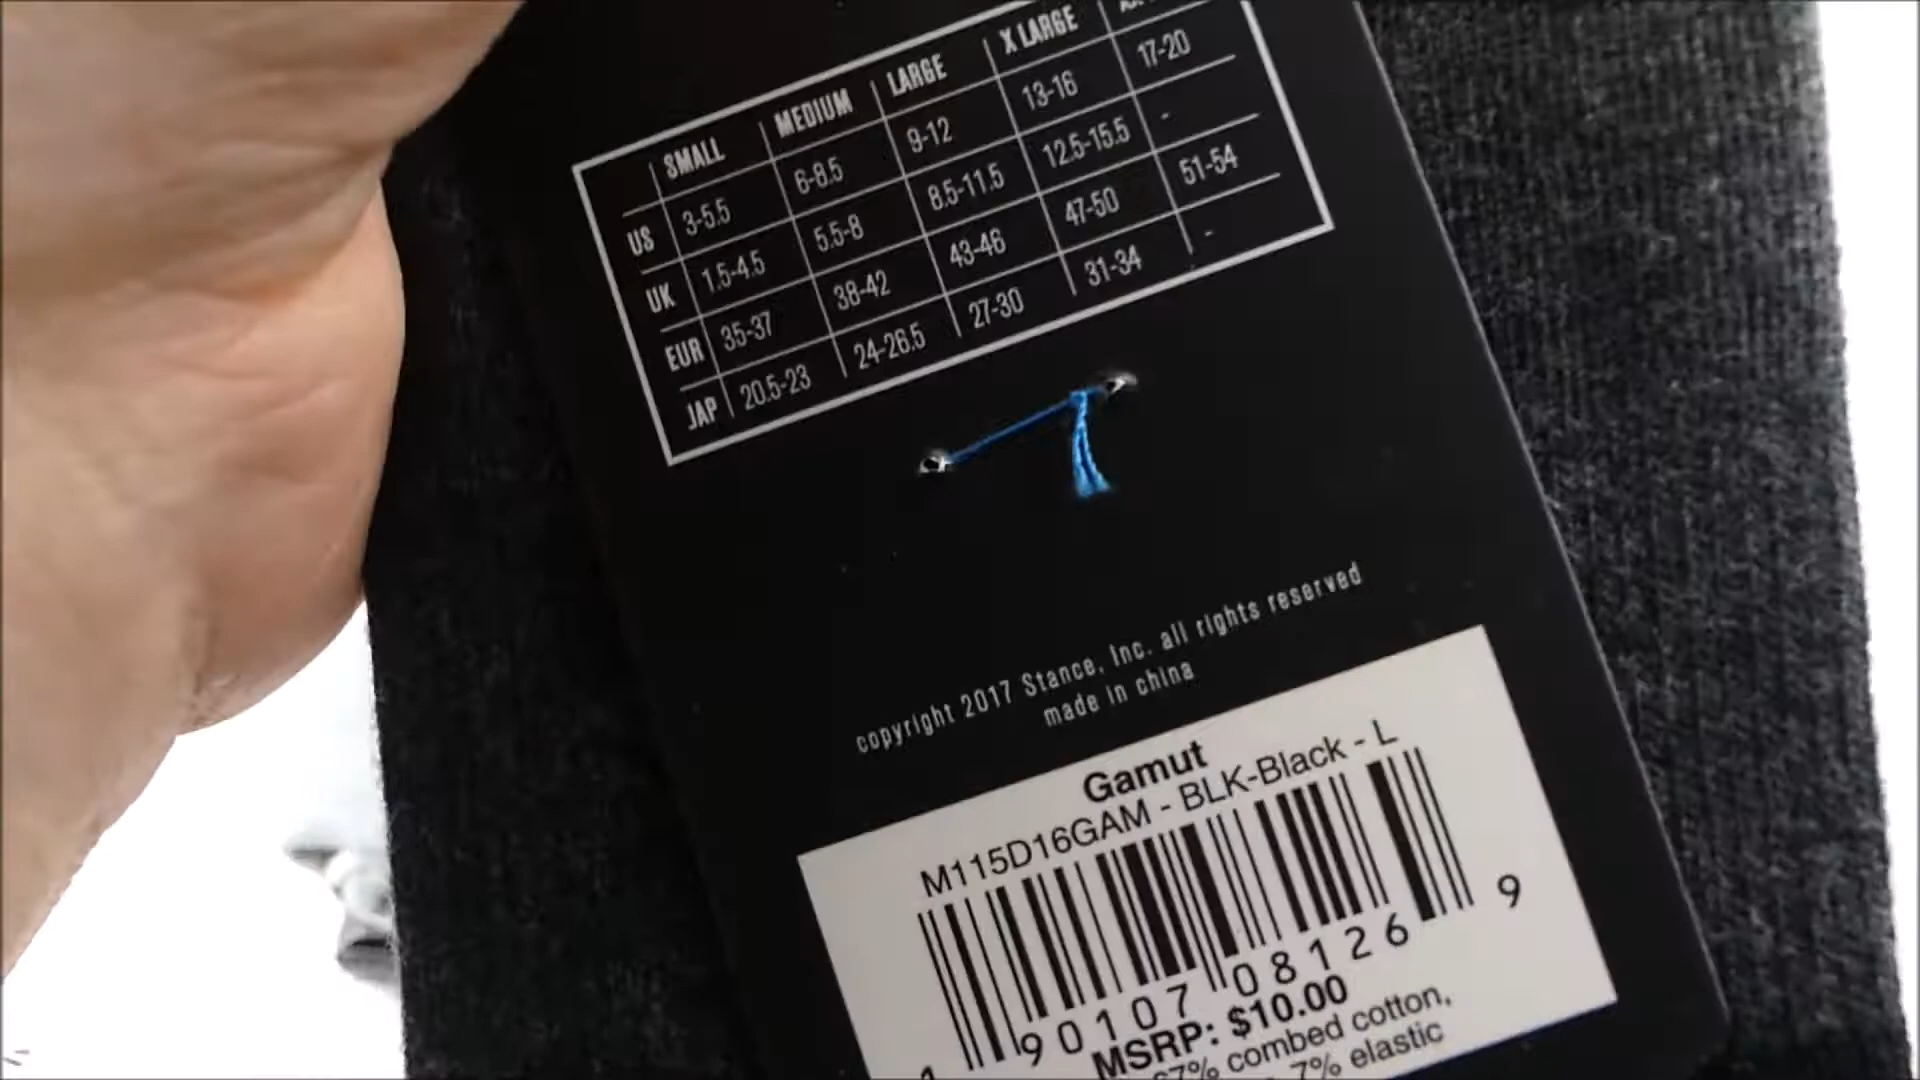 SMALL MEDIUM LARGE X LARGE
US 3-5.5 6-8.5 9-12 13-16 17-20
UK 1.5-4.5 5.5-8 8.5-11.5 12.5-15.5 -
EUR 35-37 38-42 43-46 47-50 51-54
JAP 20.5-23 24-26.5 27-30 31-34 -
copyright 2017 Stance, Inc. all rights reserved
made in china
Gamut
M115D16GAM - BLK-Black - L
90107 08126 9
MSRP: $10.00
combed cotton,
7% elastic